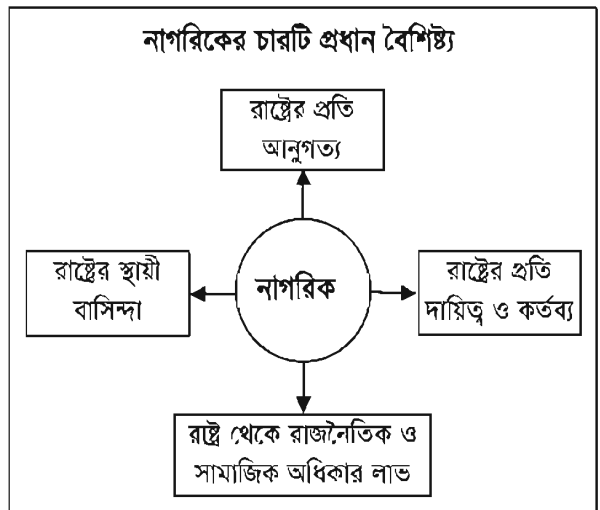 নাগরিকের চারটি প্রধান বৈশিষ্ট্য
রাষ্ট্রের প্রতি
আনুগত্য
রাষ্ট্রের স্থায়ী
বাসিন্দা
নাগরিক
রাষ্ট্রের প্রতি
দায়িত্ব ও কর্তব্য
রাষ্ট্র থেকে রাজনৈতিক ও
সামাজিক অধিকার লাভ